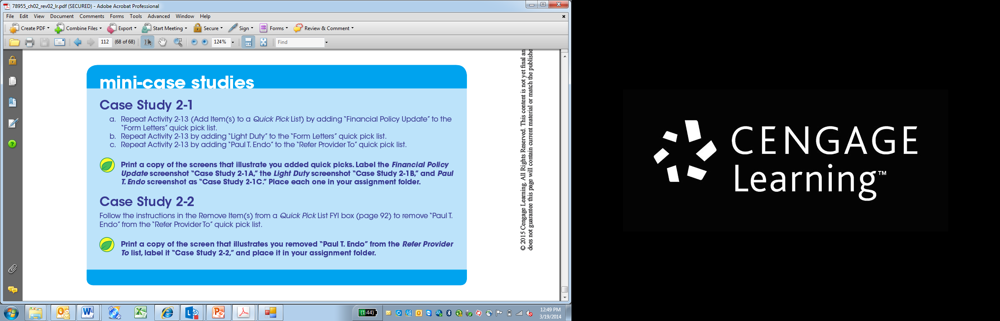 78955_ch02_rev02_lr.pdf (SECURED) - Adobe Acrobat Professional
File Edit View Document Comments Forms Tools Advanced Window Help
Create PDF Combine Files Export Start Meeting Secure Sign Forms Review & Comment
112 (68 of 68) 124% Find
mini-case studies
Case Study 2-1
a. Repeat Activity 2-13 (Add Item(s) to a Quick Pick List) by adding “Financial Policy Update” to the
“Form Letters” quick pick list.
b. Repeat Activity 2-13 by adding “Light Duty” to the “Form Letters” quick pick list.
c. Repeat Activity 2-13 by adding “Paul T. Endo” to the “Refer Provider To” quick pick list.
Print a copy of the screens that illustrate you added quick picks. Label the Financial Policy
Update screenshot “Case Study 2-1A,” the Light Duty screenshot “Case Study 2-1B,” and Paul
T. Endo screenshot as “Case Study 2-1C.” Place each one in your assignment folder.
Case Study 2-2
Follow the instructions in the Remove Item(s) from a Quick Pick List FYI box (page 92) to remove “Paul T.
Endo” from the “Refer Provider To” quick pick list.
Print a copy of the screen that illustrates you removed “Paul T. Endo” from the Refer Provider
To list, label it “Case Study 2-2,” and place it in your assignment folder.
© 2015 Cengage Learning. All Rights Reserved. This content is not yet final an
does not guarantee this page will contain current material or match the publishe
(1:44)
12:49 PM
3/19/2014
CENGAGE
Learning™